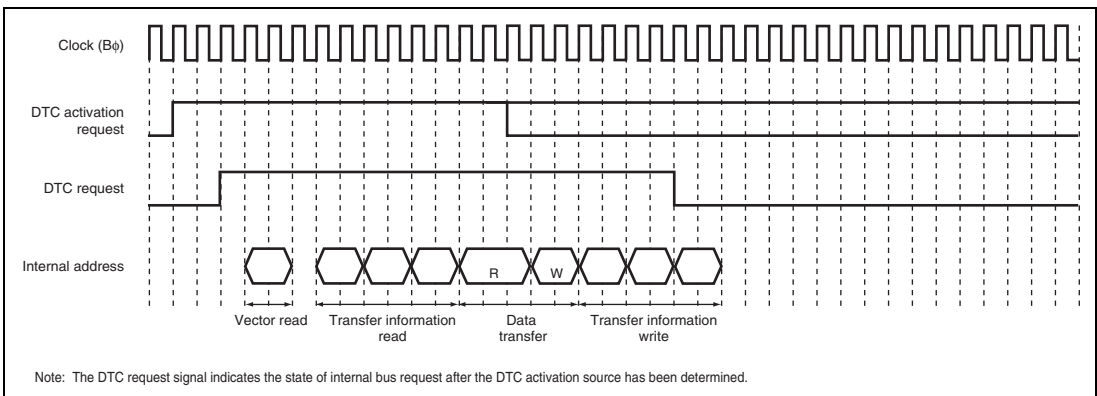 Clock (Bϕ)
DTC activation
request
DTC request
Internal address
R
W
Vector read
Transfer information
read
Data
transfer
Transfer information
write
Note: The DTC request signal indicates the state of internal bus request after the DTC activation source has been determined.